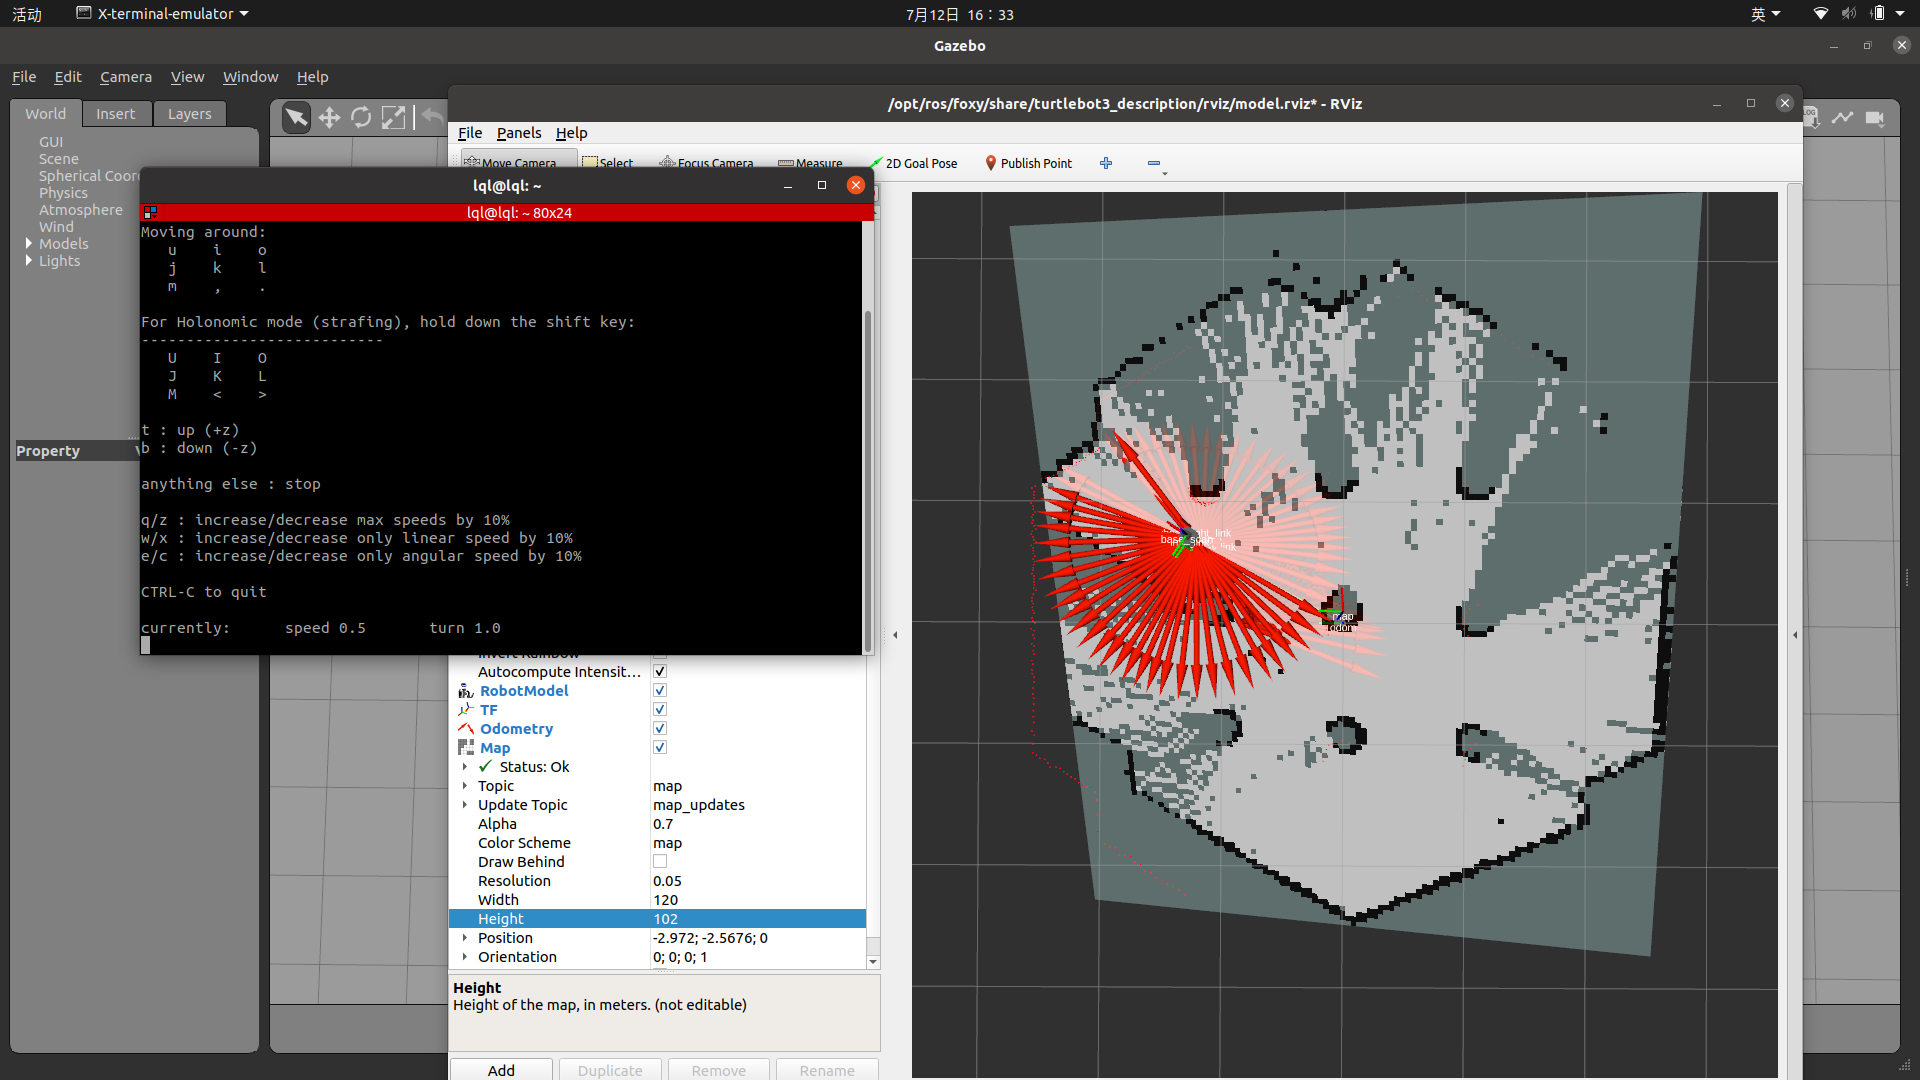 活动
X-terminal-emulator
7月12日 16：33
英
Gazebo
File Edit Camera View Window Help
World Insert Layers
GUI
Scene
Spherical Coor
Physics
Atmosphere
Wind
Models
Lights
Property
/opt/ros/foxy/share/turtlebot3_description/rviz/model.rviz* - RViz
File Panels Help
Move Camera Select Focus Camera Measure 2D Goal Pose Publish Point
LOG
lql@lql: ~
lql@lql: ~ 80x24
Moving around:
u i o
j k l
m , .
For Holonomic mode (strafing), hold down the shift key:
---------------------------
U I O
J K L
M < >
t : up (+z)
b : down (-z)
anything else : stop
q/z : increase/decrease max speeds by 10%
w/x : increase/decrease only linear speed by 10%
e/c : increase/decrease only angular speed by 10%
CTRL-C to quit
currently: speed 0.5 turn 1.0
Invert Rainbow
Autocompute Intensit…
RobotModel
TF
Odometry
Map
Status: Ok
Topic map
Update Topic map_updates
Alpha 0.7
Color Scheme map
Draw Behind
Resolution 0.05
Width 120
Height 102
Position -2.972; -2.5676; 0
Orientation 0; 0; 0; 1
Height
Height of the map, in meters. (not editable)
Add Duplicate Remove Rename
base_scan
map
odom